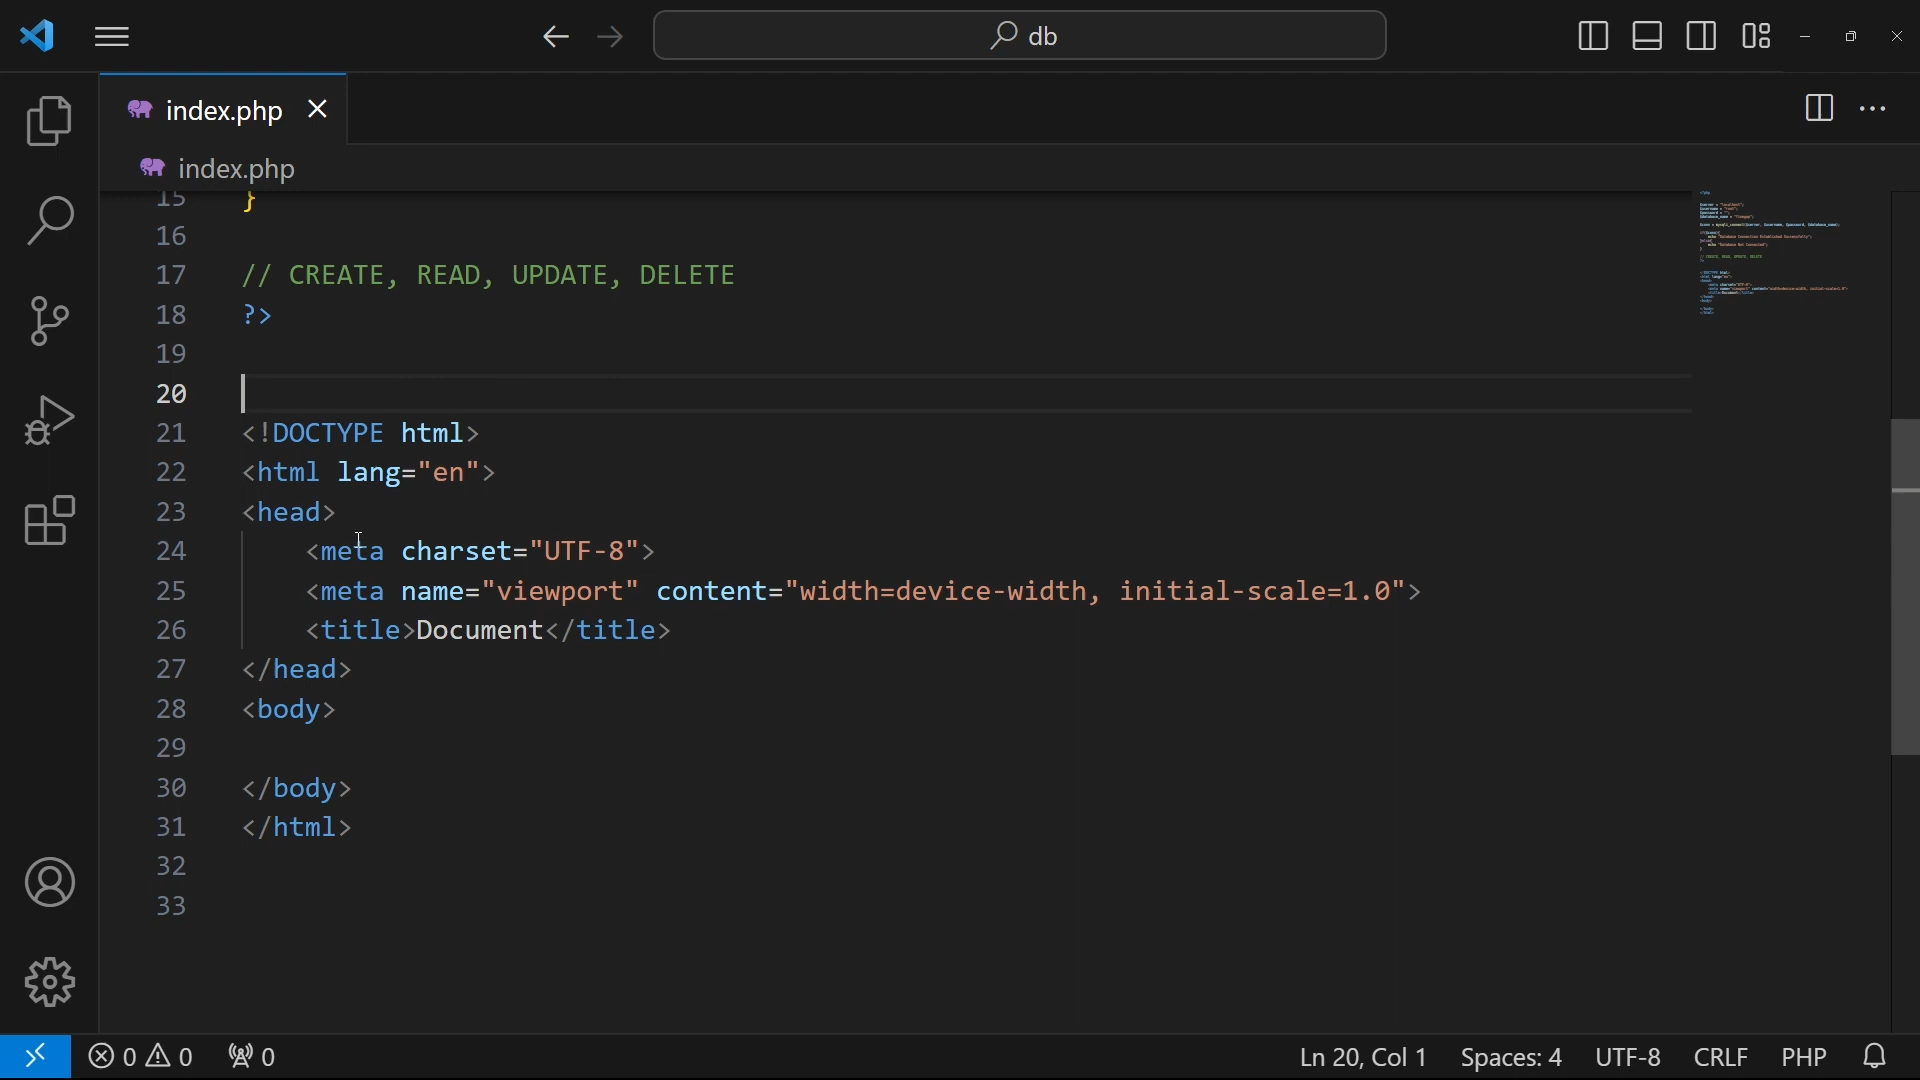 db
index.php
index.php
15 }
16
17 // CREATE, READ, UPDATE, DELETE
18 ?>
19
20
21 <!DOCTYPE html>
22 <html lang="en">
23 <head>
24 <meta charset="UTF-8">
25 <meta name="viewport" content="width=device-width, initial-scale=1.0">
26 <title>Document</title>
27 </head>
28 <body>
29
30 </body>
31 </html>
32
33
0 0 0 Ln 20, Col 1 Spaces: 4 UTF-8 CRLF PHP